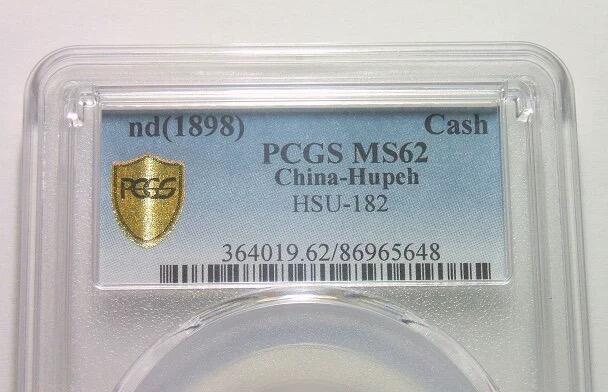 nd(1898) Cash
PCGS MS62
China-Hupeh
PCGS HSU-182
364019.62/86965648